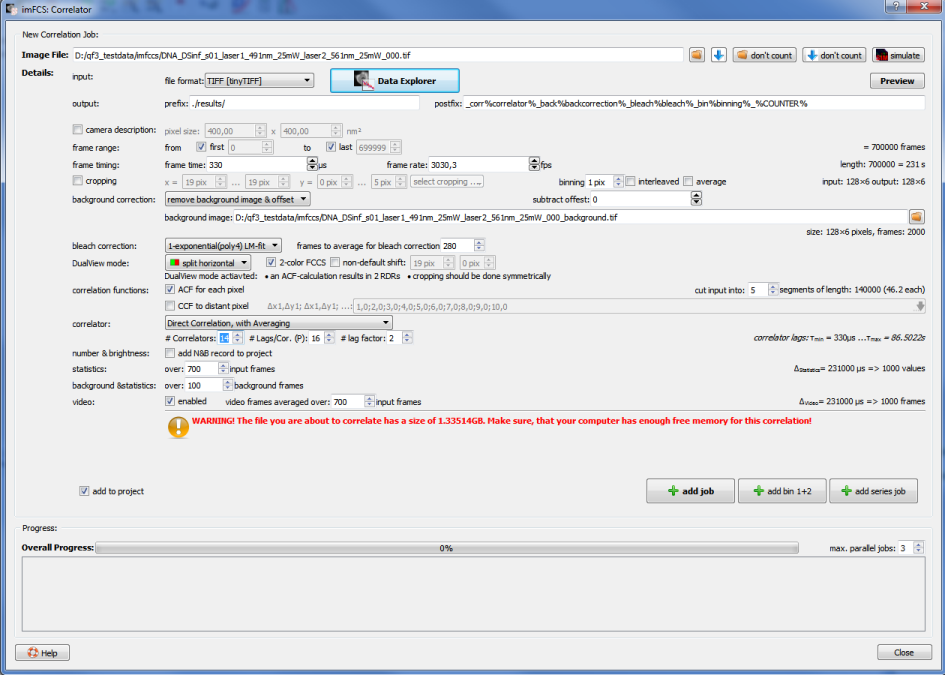 imFCS: Correlator
New Correlation Job:
Image File: D:/qf3_testdata/imfccs/DNA_DSinf_s01_laser1_491nm_25mW_laser2_561nm_25mW_000.tif don't count don't count simulate
Details: input: file format: TIFF [tinyTIFF] Data Explorer Preview
output: prefix: ./results/ postfix: _corr%correlator%_back%backcorrection%_bleach%bleach%_bin%binning%_%COUNTER%
camera description: pixel size: 400,00 x 400,00 nm²
frame range: from first 0 to last 699999 = 700000 frames
frame timing: frame time: 330 µs frame rate: 3030,3 fps length: 700000 = 231 s
cropping x = 19 pix ... 19 pix y = 0 pix ... 5 pix select cropping ... binning 1 pix interleaved average input: 128×6 output: 128×6
background correction: remove background image & offset subtract offest: 0
background image: D:/qf3_testdata/imfccs/DNA_DSinf_s01_laser1_491nm_25mW_laser2_561nm_25mW_000_background.tif
size: 128×6 pixels, frames: 2000
bleach correction: 1-exponential(poly4) LM-fit frames to average for bleach correction 280
DualView mode: split horizontal 2-color FCCS non-default shift: 19 pix 0 pix
DualView mode actiavted: • an ACF-calculation results in 2 RDRs • cropping should be done symmetrically
correlation functions: ACF for each pixel cut input into: 5 segments of length: 140000 (46.2 each)
CCF to distant pixel Δx1,Δy1; Δx1,Δy1; ...: 1,0;2,0;3,0;4,0;5,0;6,0;7,0;8,0;9,0;10,0
correlator: Direct Correlation, with Averaging
# Correlators: 14 # Lags/Cor. (P): 16 # lag factor: 2 correlator lags: τmin = 330µs ...τmax = 86.5022s
number & brightness: add N&B record to project
statistics: over: 700 input frames ΔStatistics= 231000 µs => 1000 values
background &statistics: over: 100 background frames
video: enabled video frames averaged over: 700 input frames ΔVideo= 231000 µs => 1000 frames
WARNING! The file you are about to correlate has a size of 1.33514GB. Make sure, that your computer has enough free memory for this correlation!
add to project add job add bin 1+2 add series job
Progress:
Overall Progress: 0% max. parallel jobs: 3
Help Close